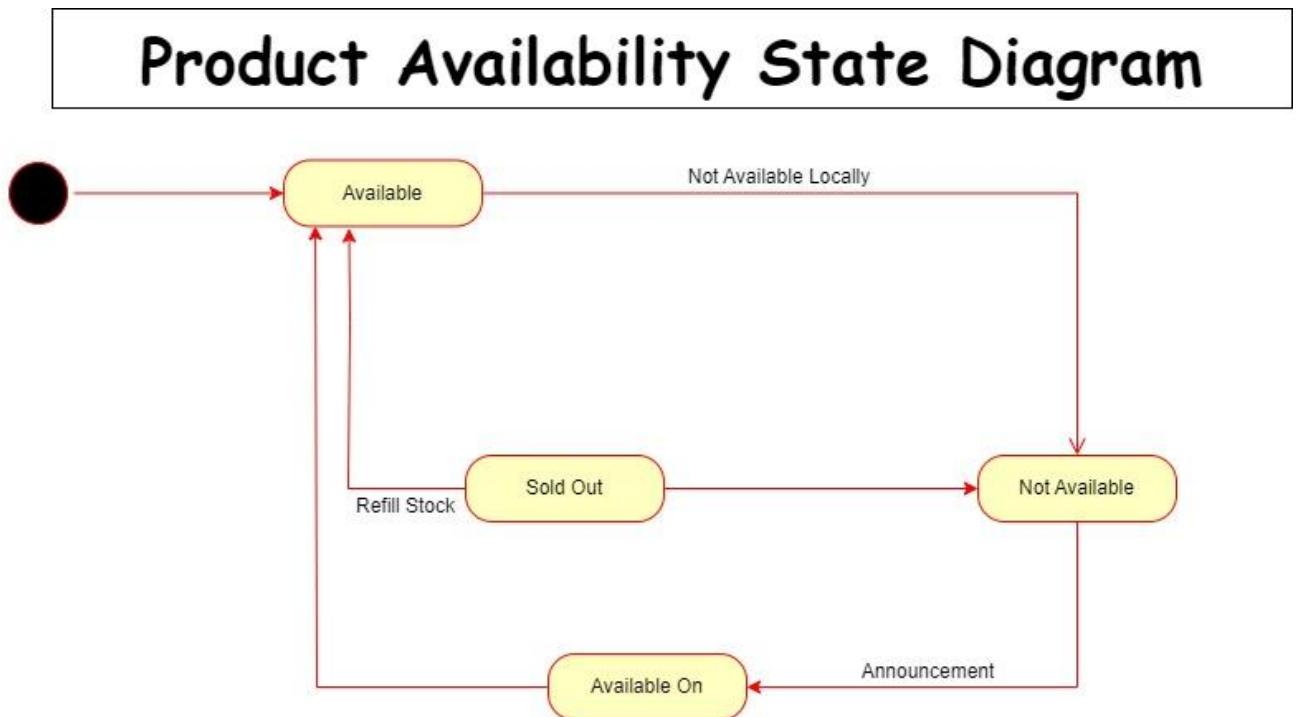 Product Availability State Diagram
Not Available Locally
Available
Sold Out
Not Available
Refill Stock
Announcement
Available On